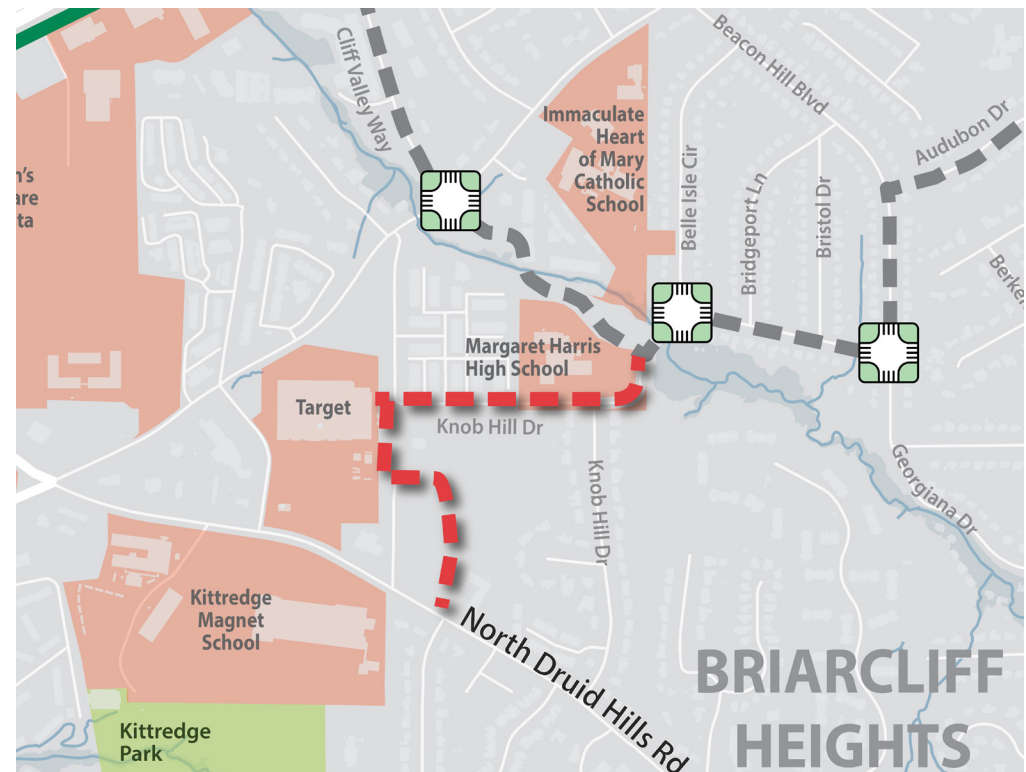 Cliff Valley Way
Beacon Hill Blvd
Audubon Dr
Immaculate
Heart
of Mary
Catholic
School
Belle Isle Cir
Bridgeport Ln
Bristol Dr
Margaret Harris
High School
Target
Knob Hill Dr
Knob Hill Dr
Georgiana Dr
Kittredge
Magnet
School
North Druid Hills Rd
BRIARCLIFF
HEIGHTS
Kittredge
Park